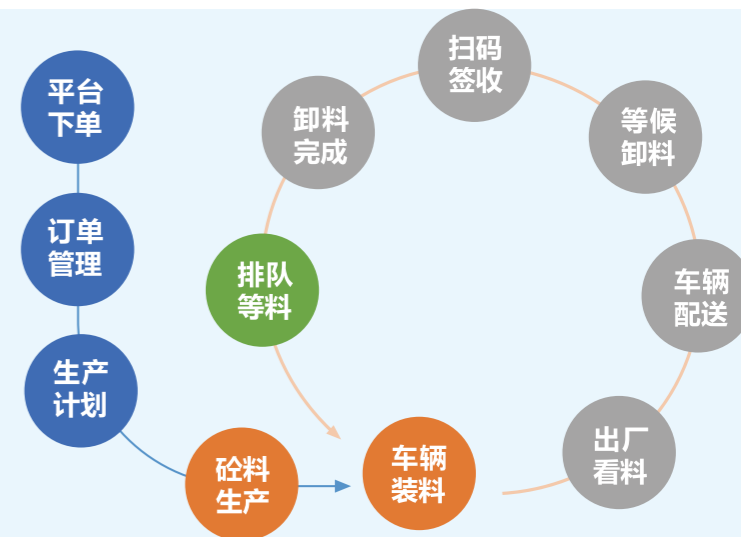 平台
下单
订单
管理
生产
计划
砼料
生产
车辆
装料
出厂
看料
车辆
配送
等候
卸料
扫码
签收
卸料
完成
排队
等料